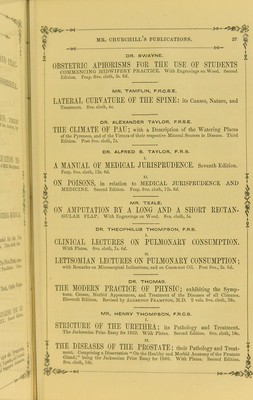 MR. CHURCHILL'S PUBLICATIONS. 27
DR. SWAYNE.
OBSTETRIC APHORISMS FOR THE USE OF STUDENTS
COMMENCING MIDWIFERY PRACTICE. With Engravings on Wood. Second
Edition. Fcap. 8vo. cloth, 3s. 6d.
MR. TAMPLIN, F.R.C.S.E.
LATERAL CURVATURE OF THE SPINE: its Causes, Nature, and
Treatment. 8vo. cloth, 4s.
DR. ALEXANDER TAYLOR, F.R.S.E.
THE CLIMATE OF PAU; with a Description of the Watering Places
of the Pyrenees, and of the Virtues of their respective Mineral Sources in Disease. Third
Edition. Post 8vo. cloth, 7s.
DR. ALFRED S. TAYLOR, F.R.S.
I.
A MANUAL OF MEDICAL JURISPRUDENCE. Seventh Edition.
Fcap. 8vo. cloth, 12s. 6d.
II.
ON POISONS, in relation to MEDICAL JURISPRUDENCE AND
MEDICINE. Second Edition. Fcap. 8vo. cloth, 12s. 6d.
MR. TEALE.
ON AMPUTATION BY A LONG AND A SHORT RECTAN-
GULAR FLAP. With Engravings on Wood. 8vo. cloth, 5s.
DR. THEOPHILUS THOMPSON, F.R.S.
I.
CLINICAL LECTURES ON PULMONARY CONSUMPTION.
With Plates. 8vo. cloth, 7s. 6d.
II.
LETTSOMIAN LECTURES ON PULMONARY CONSUMPTION;
with Remarks on Microscopical Indications, and on Cocoa-nut Oil. Post 8vo., 2s. 6d.
DR. THOMAS.
THE MODERN PRACTICE OF PHYSIC; exhibiting the Symp-
toms, Causes, Morbid Appearances, and Treatment of the Diseases of all Climates.
Eleventh Edition. Revised by ALGERNON FRAMPTON, M.D. 2 vols. 8vo. cloth, 28s.
MR. HENRY THOMPSON, F.R.C.S.
I.
STRICTURE OF THE URETHRA; its Pathology and Treatment.
The Jacksonian Prize Essay for 1852. With Plates. Second Edition. 8vo. cloth, 10s.
II.
THE DISEASES OF THE PROSTATE; their Pathology and Treat-
ment. Comprising a Dissertation "On the Healthy and Morbid Anatomy of the Prostate
Gland;" being the Jacksonian Prize Essay for 1860. With Plates. Second Edition.
8vo. cloth, 10s.